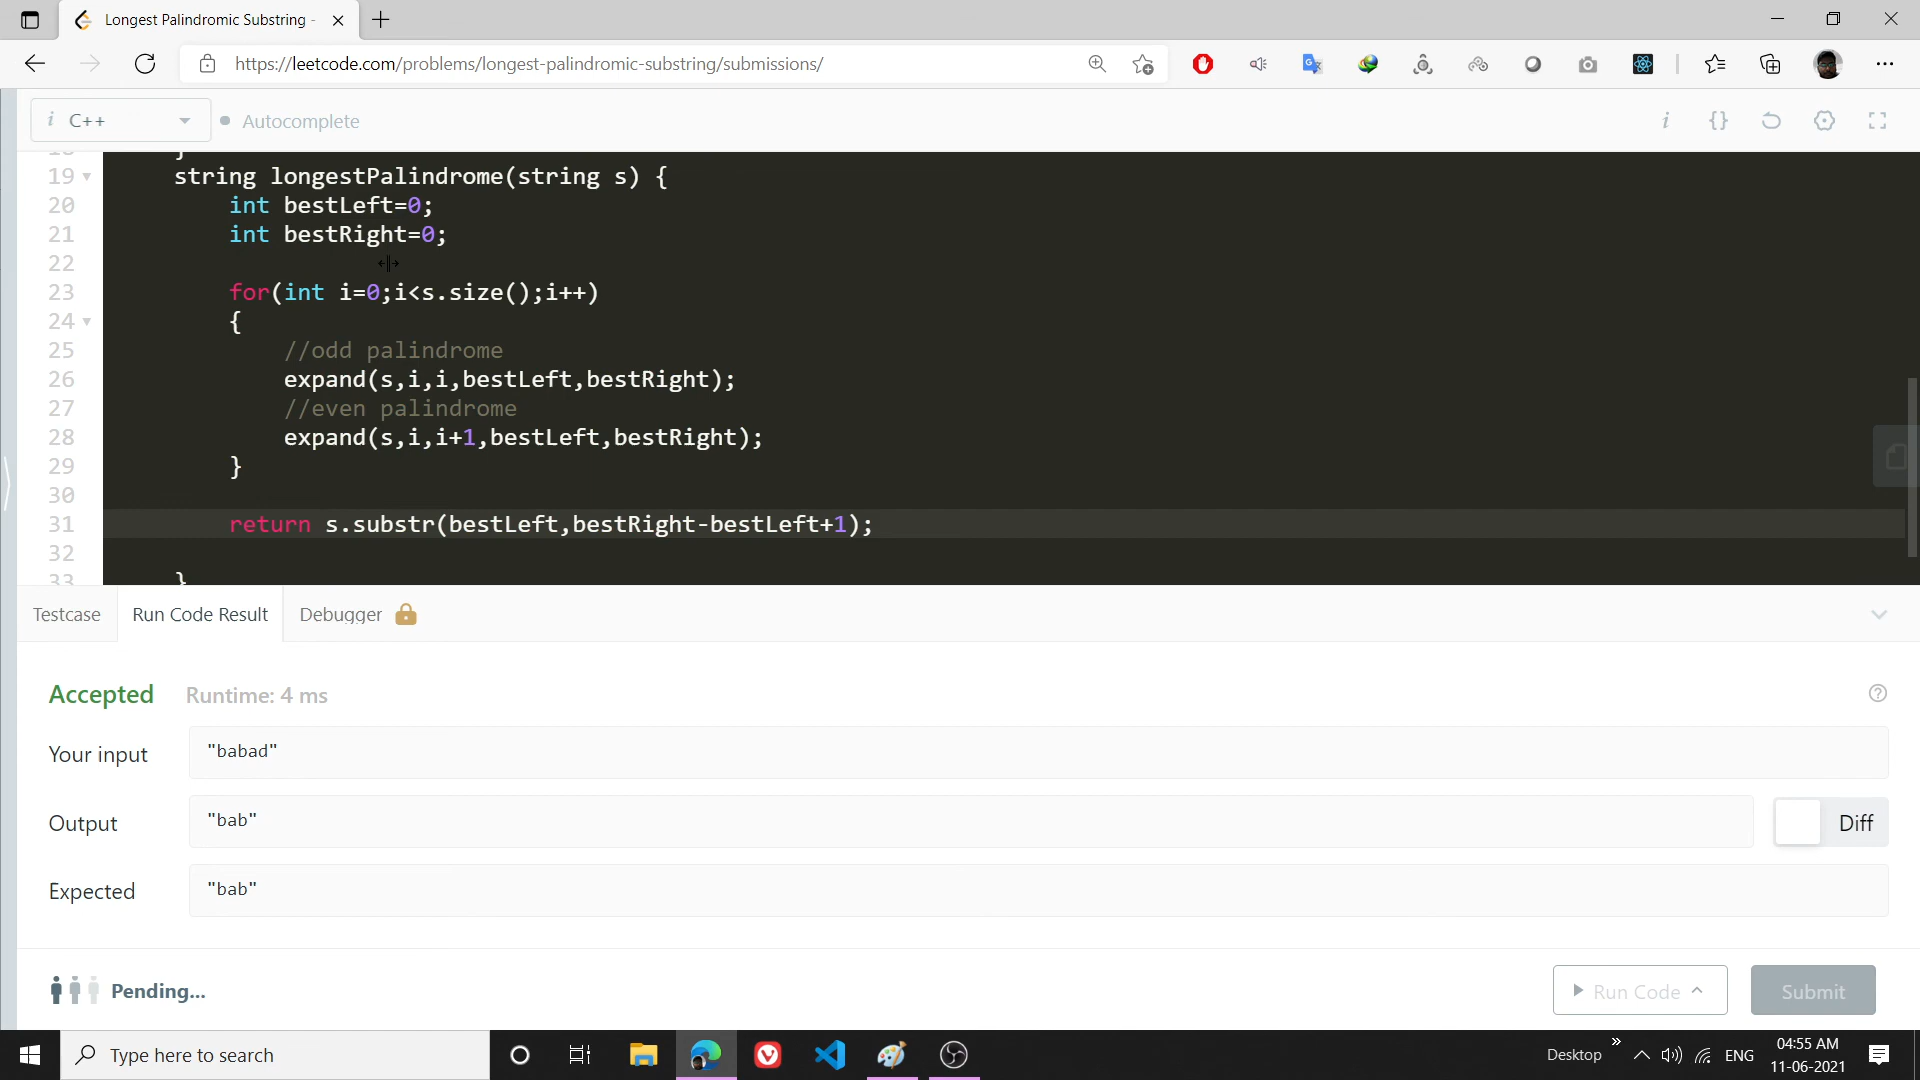 Longest Palindromic Substring -
https://leetcode.com/problems/longest-palindromic-substring/submissions/
i C++
Autocomplete
i {}
19 string longestPalindrome(string s) {
20 int bestLeft=0;
21 int bestRight=0;
22
23 for(int i=0;i<s.size();i++)
24 {
25 //odd palindrome
26 expand(s,i,i,bestLeft,bestRight);
27 //even palindrome
28 expand(s,i,i+1,bestLeft,bestRight);
29 }
30
31 return s.substr(bestLeft,bestRight-bestLeft+1);
32
33 }
Testcase Run Code Result Debugger
Accepted Runtime: 4 ms
Your input "babad"
Output "bab" Diff
Expected "bab"
Pending... Run Code Submit
Type here to search
Desktop » ENG 04:55 AM
11-06-2021